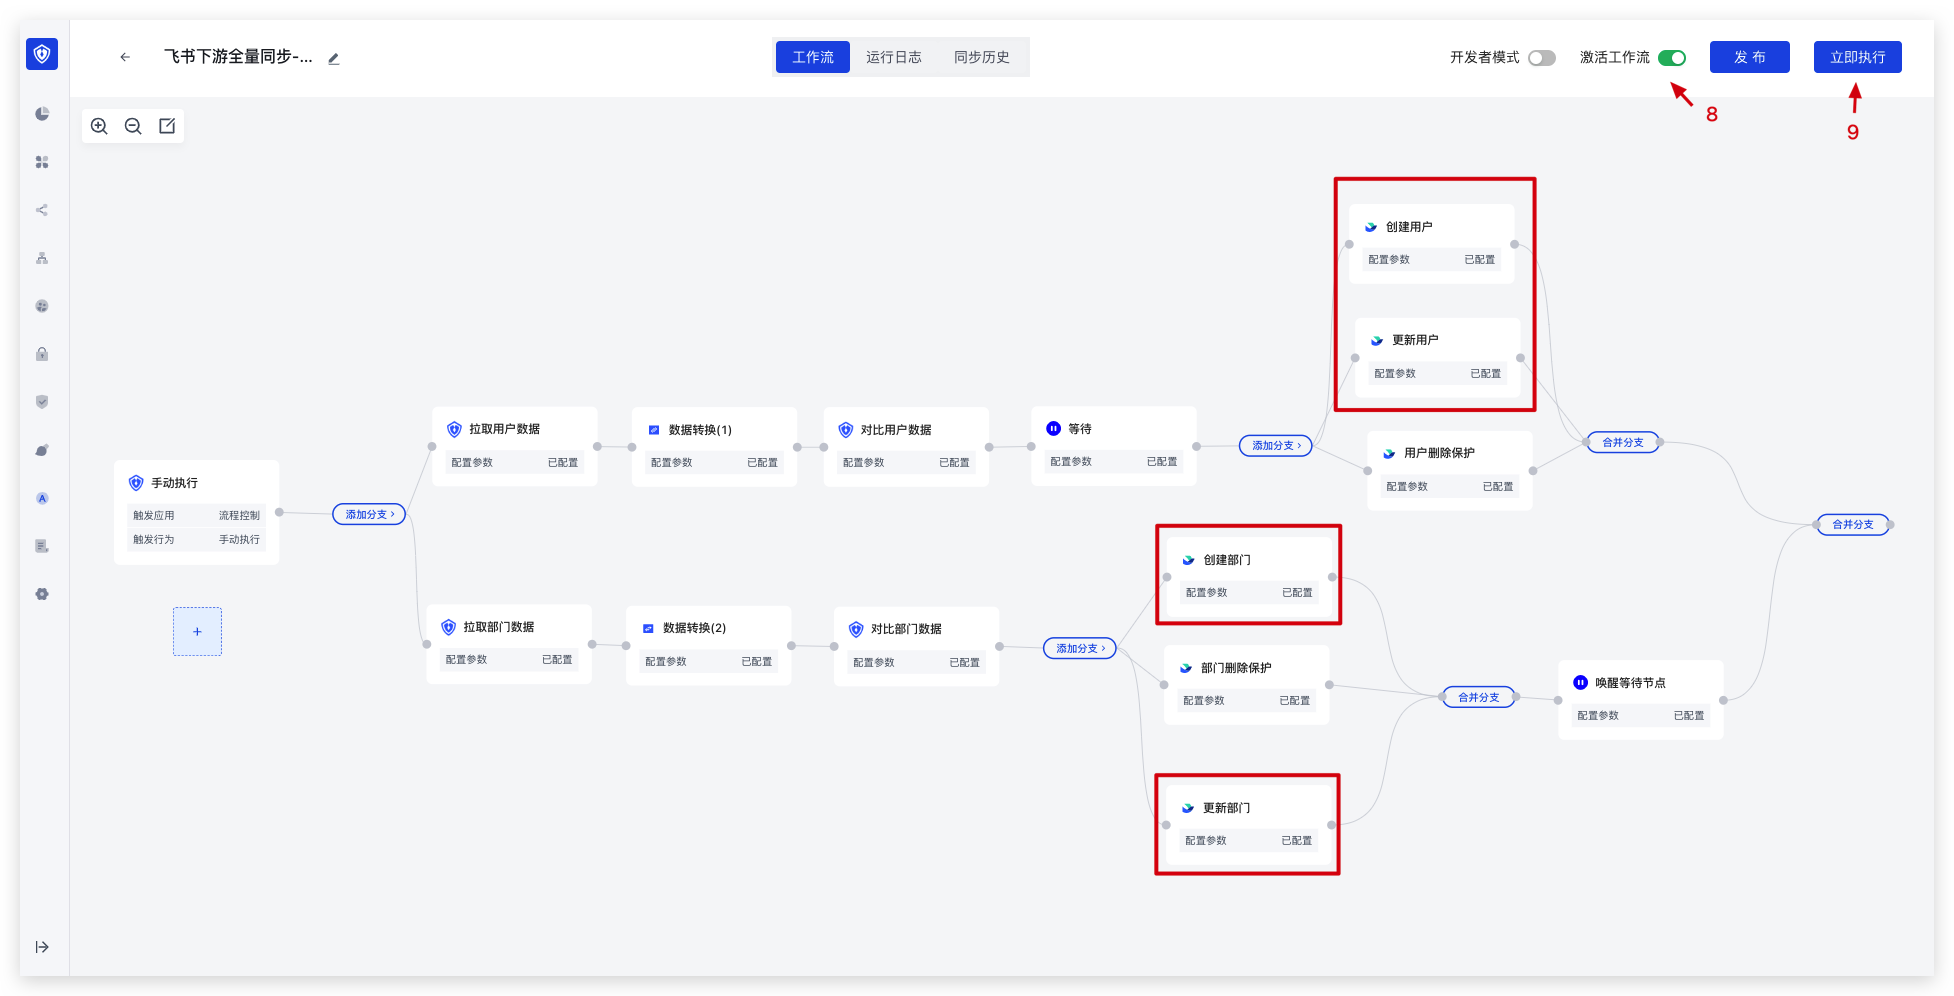 飞书下游全量同步-...
工作流
运行日志
同步历史
开发者模式
激活工作流
发 布
立即执行
8
9
创建用户
配置参数 已配置
更新用户
配置参数 已配置
用户删除保护
配置参数 已配置
合并分支
拉取用户数据
配置参数 已配置
数据转换(1)
配置参数 已配置
对比用户数据
配置参数 已配置
等待
配置参数 已配置
添加分支 ›
手动执行
触发应用 流程控制
触发行为 手动执行
添加分支 ›
+
合并分支
拉取部门数据
配置参数 已配置
数据转换(2)
配置参数 已配置
对比部门数据
配置参数 已配置
添加分支 ›
创建部门
配置参数 已配置
部门删除保护
配置参数 已配置
更新部门
配置参数 已配置
合并分支
唤醒等待节点
配置参数 已配置
A